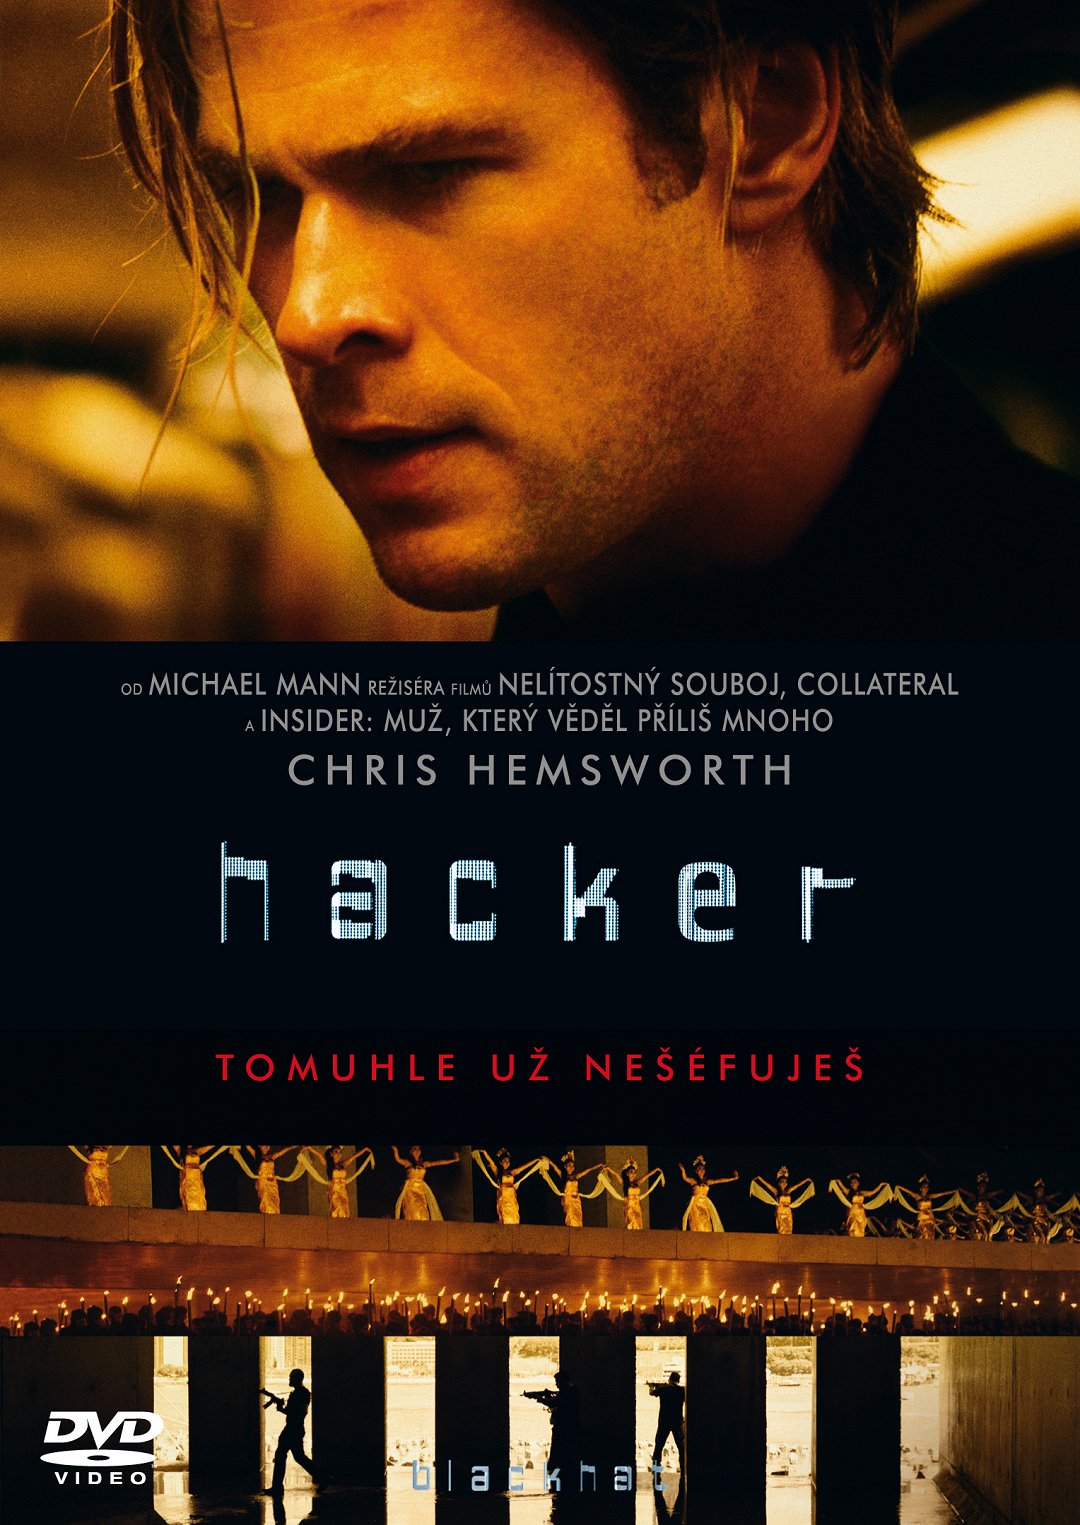 OD MICHAEL MANN REŽISÉRA FILMŮ NELÍTOSTNÝ SOUBOJ, COLLATERAL
A INSIDER: MUŽ, KTERÝ VĚDĚL PŘÍLIŠ MNOHO
CHRIS HEMSWORTH
hacker
TOMUHLE UŽ NEŠÉFUJEŠ
DVD
VIDEO
blackhat